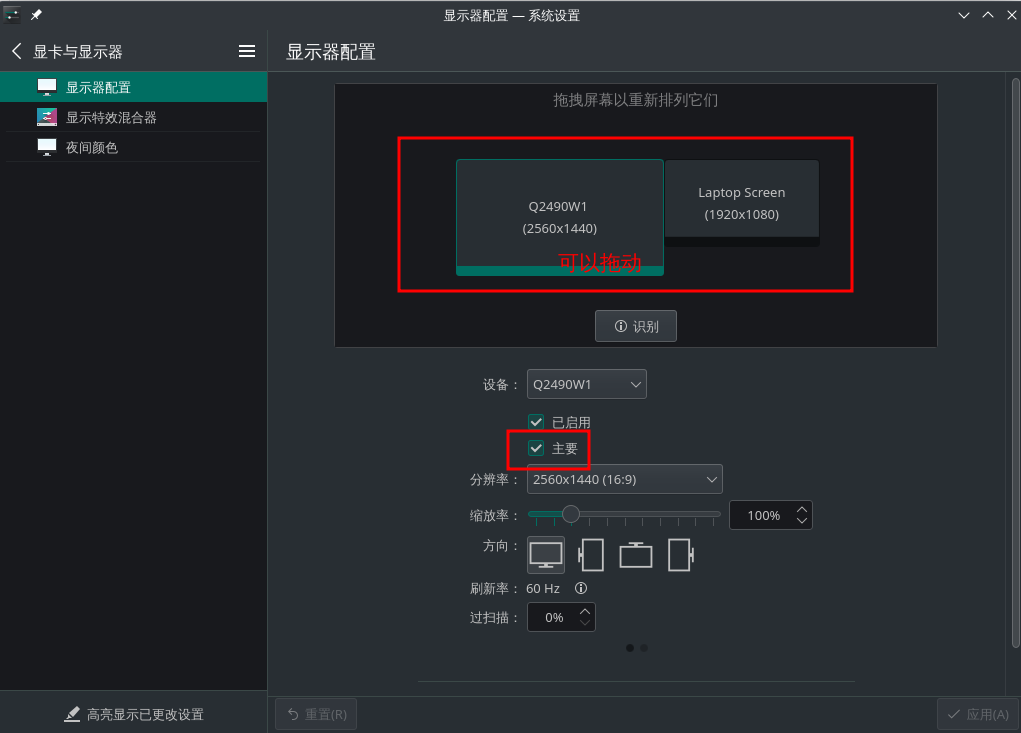 显示器配置 — 系统设置
显卡与显示器
显示器配置
显示器配置
显示特效混合器
夜间颜色
拖拽屏幕以重新排列它们
Q2490W1
(2560x1440)
Laptop Screen
(1920x1080)
可以拖动
识别
设备：
Q2490W1
已启用
主要
分辨率：
2560x1440 (16:9)
缩放率：
100%
方向：
刷新率：
60 Hz
过扫描：
0%
高亮显示已更改设置
重置(R)
应用(A)